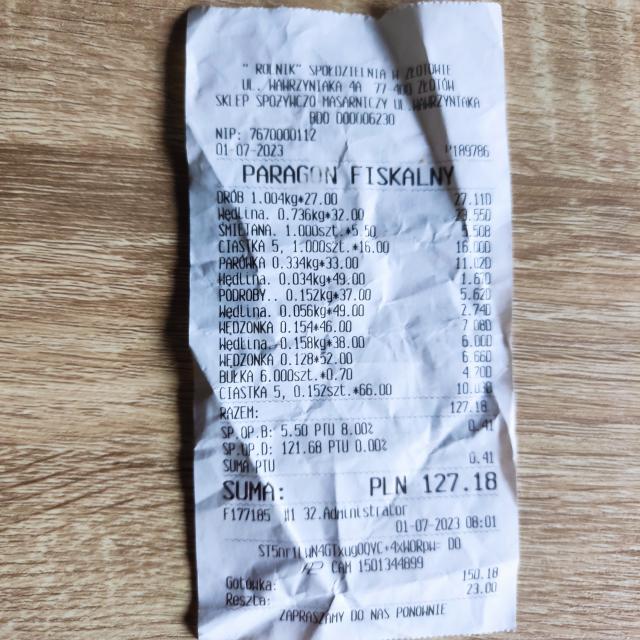 " ROLNIK" SPÓŁDZIELNIA W ZŁOTOWIE
UL. WAWRZYNIAKA 4A 77-400 ZŁOTÓW
SKLEP SPOŻYWCZO MASARNICZY UL.WAWRZYNIAKA
BDO 000006230
NIP: 7670000112
01-07-2023 W189786
PARAGON FISKALNY
DRÓB 1.004kg*27.00 27.11D
Wędlina. 0.736kg*32.00 23.55D
ŚMIETANA. 1.000szt.*5.50 5.50B
CIASTKA 5, 1.000szt.*16.00 16.00D
PARÓWKA 0.334kg*33.00 11.02D
Wędlina. 0.034kg*49.00 1.67D
PODROBY.. 0.152kg*37.00 5.62D
Wędlina. 0.056kg*49.00 2.74D
WĘDZONKA 0.154*46.00 7.08D
Wędlina. 0.158kg*38.00 6.00D
WĘDZONKA 0.128*52.00 6.66D
BUŁKA 6.000szt.*0.70 4.20D
CIASTKA 5, 0.152szt.*66.00 10.03D
RAZEM: 127.18
SP.OP.B: 5.50 PTU 8.00% 0.41
SP.OP.D: 121.68 PTU 0.00%
SUMA PTU 0.41
SUMA: PLN 127.18
F177185 #1 32.Administrator
01-07-2023 08:01
CAM 1501344899
Gotówka: 150.18
Reszta: 23.00
ZAPRASZAMY DO NAS PONOWNIE